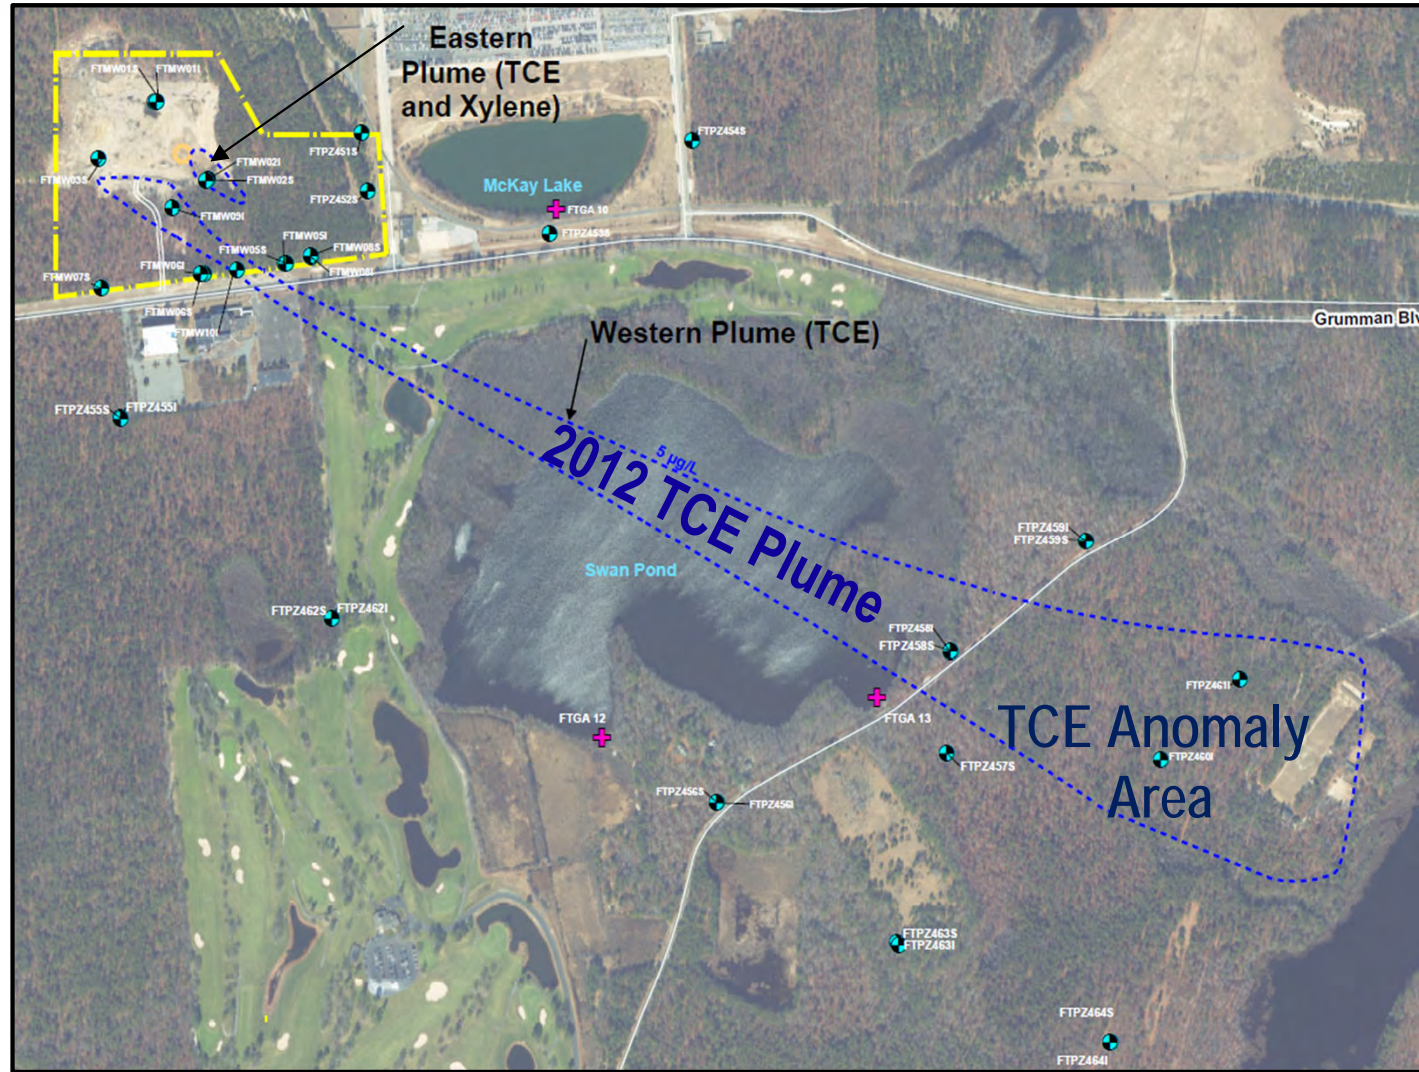 Eastern
Plume (TCE
and Xylene)
FTMW01S
FTMW01I
FTPZ451S
FTPZ454S
FTMW03S
FTMW02I
FTMW02S
McKay Lake
FTPZ452S
FTGA 10
FTMW09I
FTPZ453S
FTMW05S
FTMW05I
FTMW08S
FTMW08I
FTMW06I
FTMW07S
FTMW06S
FTMW10I
Grumman Blv
Western Plume (TCE)
FTPZ455S
FTPZ455I
5 µg/L
2012 TCE Plume
FTPZ459I
FTPZ459S
Swan Pond
FTPZ462S
FTPZ462I
FTPZ458I
FTPZ458S
FTPZ461I
FTGA 12
FTGA 13
TCE Anomaly
Area
FTPZ457S
FTPZ460I
FTPZ456S
FTPZ456I
FTPZ463S
FTPZ463I
FTPZ464S
FTPZ464I